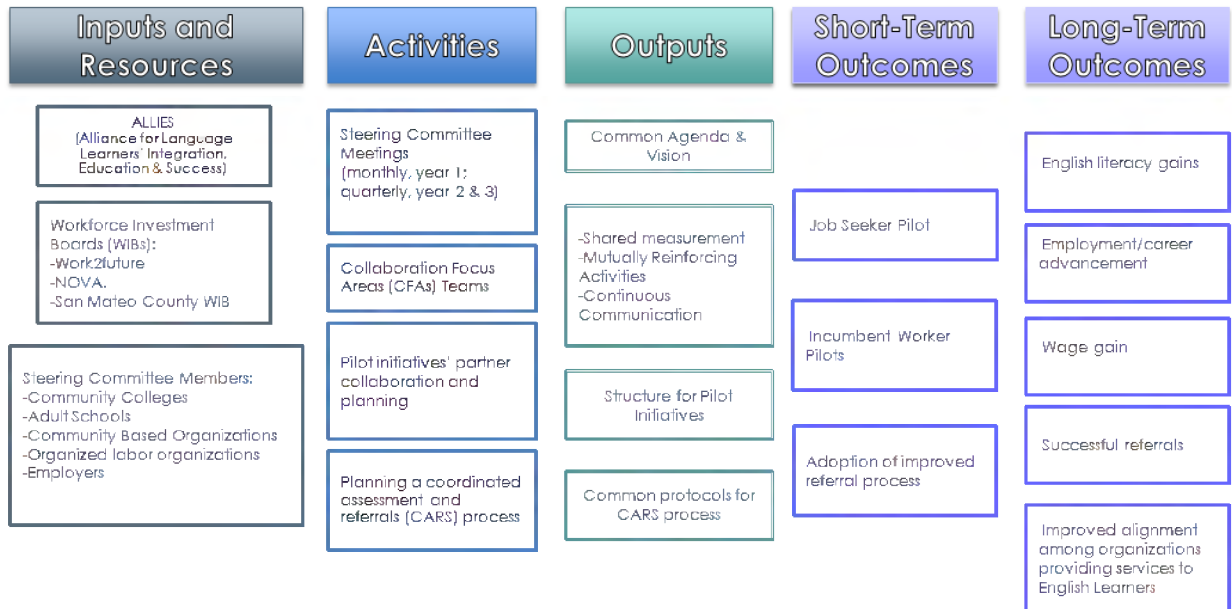 Inputs and
Resources
ALLIES
(Alliance for Language
Learners' Integration,
Education & Success)
Workforce Investment
Boards (WIBs):
-Work2future
-NOVA.
-San Mateo County WIB
Steering Committee Members:
-Community Colleges
-Adult Schools
-Community Based Organizations
-Organized labor organizations
-Employers
Activities
Steering Committee
Meetings
(monthly, year 1;
quarterly, year 2 & 3)
Collaboration Focus
Areas (CFAs) Teams
Pilot initiatives' partner
collaboration and
planning
Planning a coordinated
assessment and
referrals (CARS) process
Outputs
Common Agenda &
Vision
-Shared measurement
-Mutually Reinforcing
Activities
-Continuous
Communication
Structure for Pilot
Initiatives
Common protocols for
CARS process
Short-Term
Outcomes
Job Seeker Pilot
Incumbent Worker
Pilots
Adoption of improved
referral process
Long-Term
Outcomes
English literacy gains
Employment/career
advancement
Wage gain
Successful referrals
Improved alignment
among organizations
providing services to
English Learners